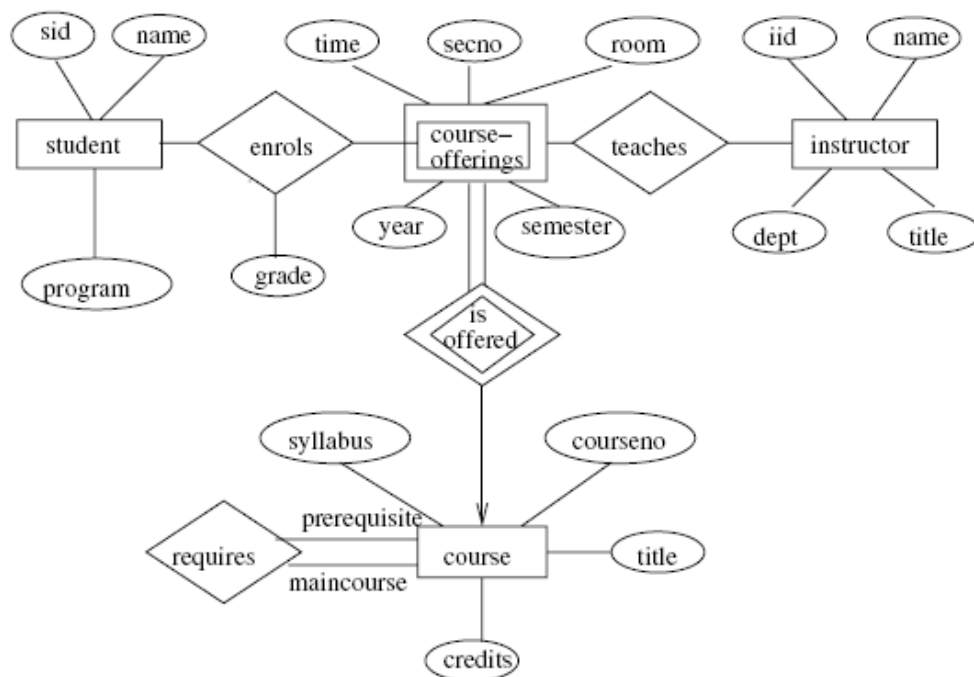 sid
name
time
secno
room
iid
name
student
enrols
course-
offerings
teaches
instructor
program
grade
year
semester
dept
title
is
offered
syllabus
courseno
prerequisite
requires
maincourse
course
title
credits